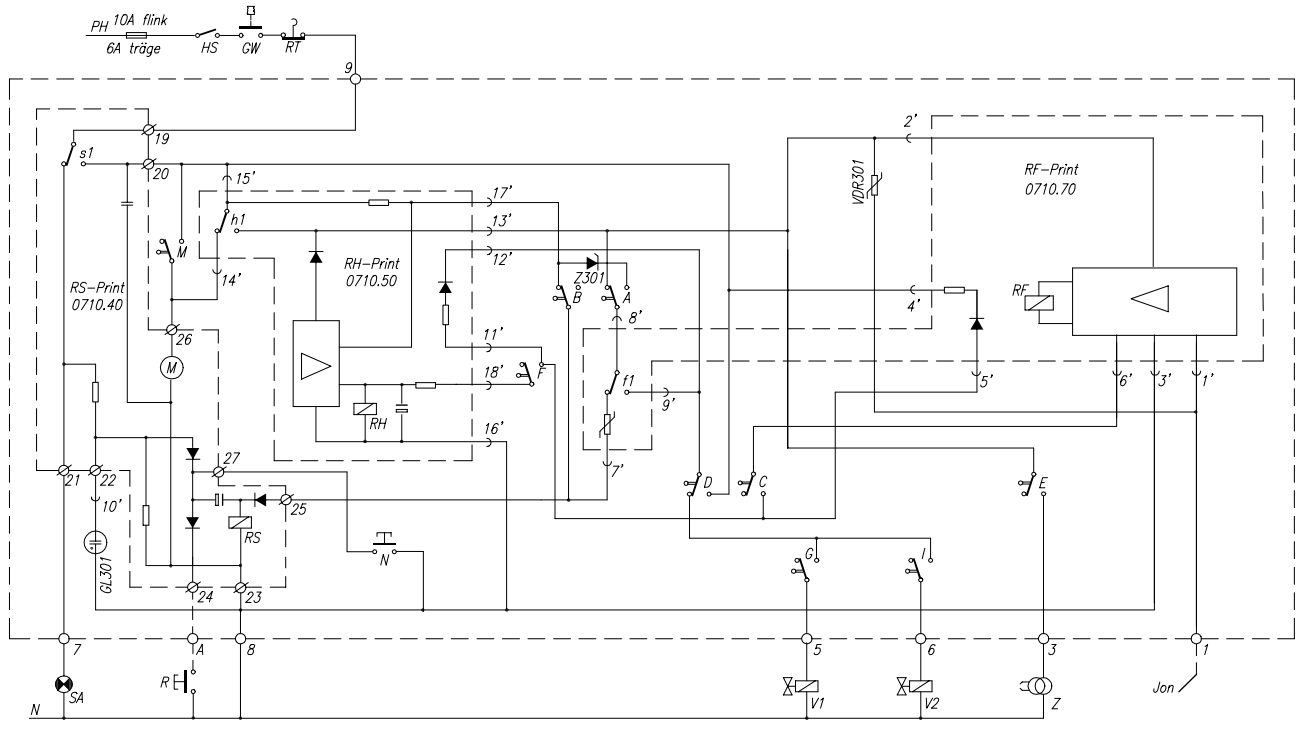 PH 10A flink
6A träge
HS
GW
RT
9
19
s1
20
15'
17'
2'
VDR301
RF-Print
0710.70
h1
13'
M
12'
Z301
RH-Print
0710.50
14'
RS-Print
0710.40
B
A
4'
RF
8'
26
M
11'
F
18'
f1
9'
5'
6'
3'
1'
RH
16'
27
7'
21
22
D
C
E
10'
25
RS
N
GL301
G
I
24
23
7
A
8
5
6
3
1
R
SA
V1
V2
Z
Jon
N